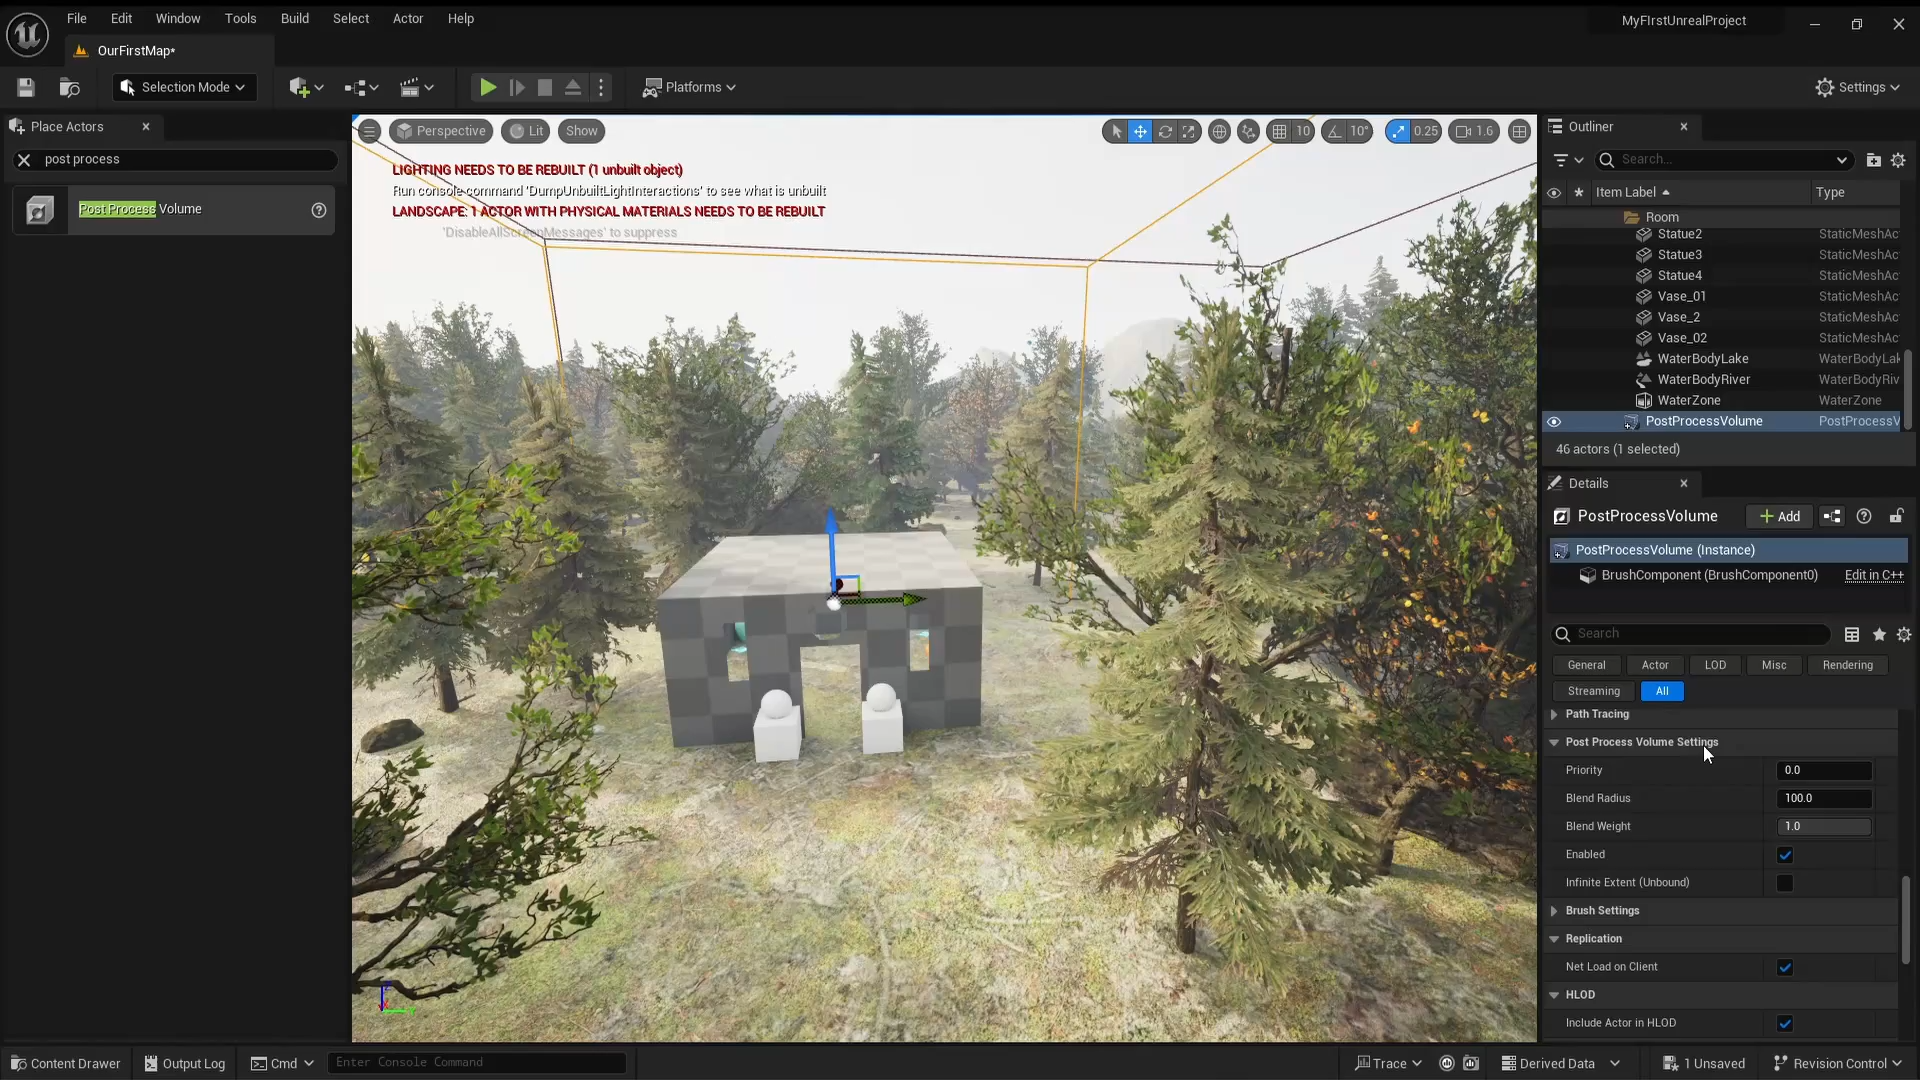 File Edit Window Tools Build Select Actor Help
MyFIrstUnrealProject
OurFirstMap*
Selection Mode
Platforms
Settings
Place Actors
post process
Post Process Volume
Perspective Lit Show
10 10° 0.25 1.6
LIGHTING NEEDS TO BE REBUILT (1 unbuilt object)
Run console command 'DumpUnbuiltLightInteractions' to see what is unbuilt
LANDSCAPE: 1 ACTOR WITH PHYSICAL MATERIALS NEEDS TO BE REBUILT
'DisableAllScreenMessages' to suppress
Outliner
Search...
Item Label Type
Room
Statue2 StaticMeshAc
Statue3 StaticMeshAc
Statue4 StaticMeshAc
Vase_01 StaticMeshAc
Vase_2 StaticMeshAc
Vase_02 StaticMeshAc
WaterBodyLake WaterBodyLak
WaterBodyRiver WaterBodyRiv
WaterZone WaterZone
PostProcessVolume PostProcessV
46 actors (1 selected)
Details
PostProcessVolume Add
PostProcessVolume (Instance)
BrushComponent (BrushComponent0) Edit in C++
Search
General Actor LOD Misc Rendering
Streaming All
Path Tracing
Post Process Volume Settings
Priority 0.0
Blend Radius 100.0
Blend Weight 1.0
Enabled
Infinite Extent (Unbound)
Brush Settings
Replication
Net Load on Client
HLOD
Include Actor in HLOD
Content Drawer Output Log Cmd Enter Console Command Trace Derived Data 1 Unsaved Revision Control